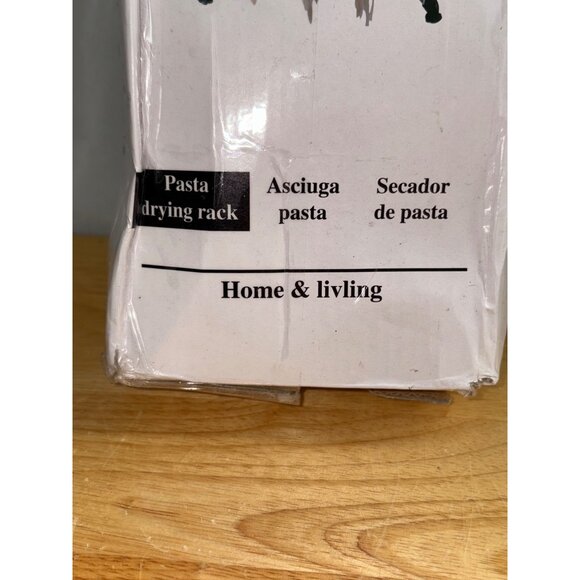 Pasta
drying rack
Asciuga
pasta
Secador
de pasta
Home & livling